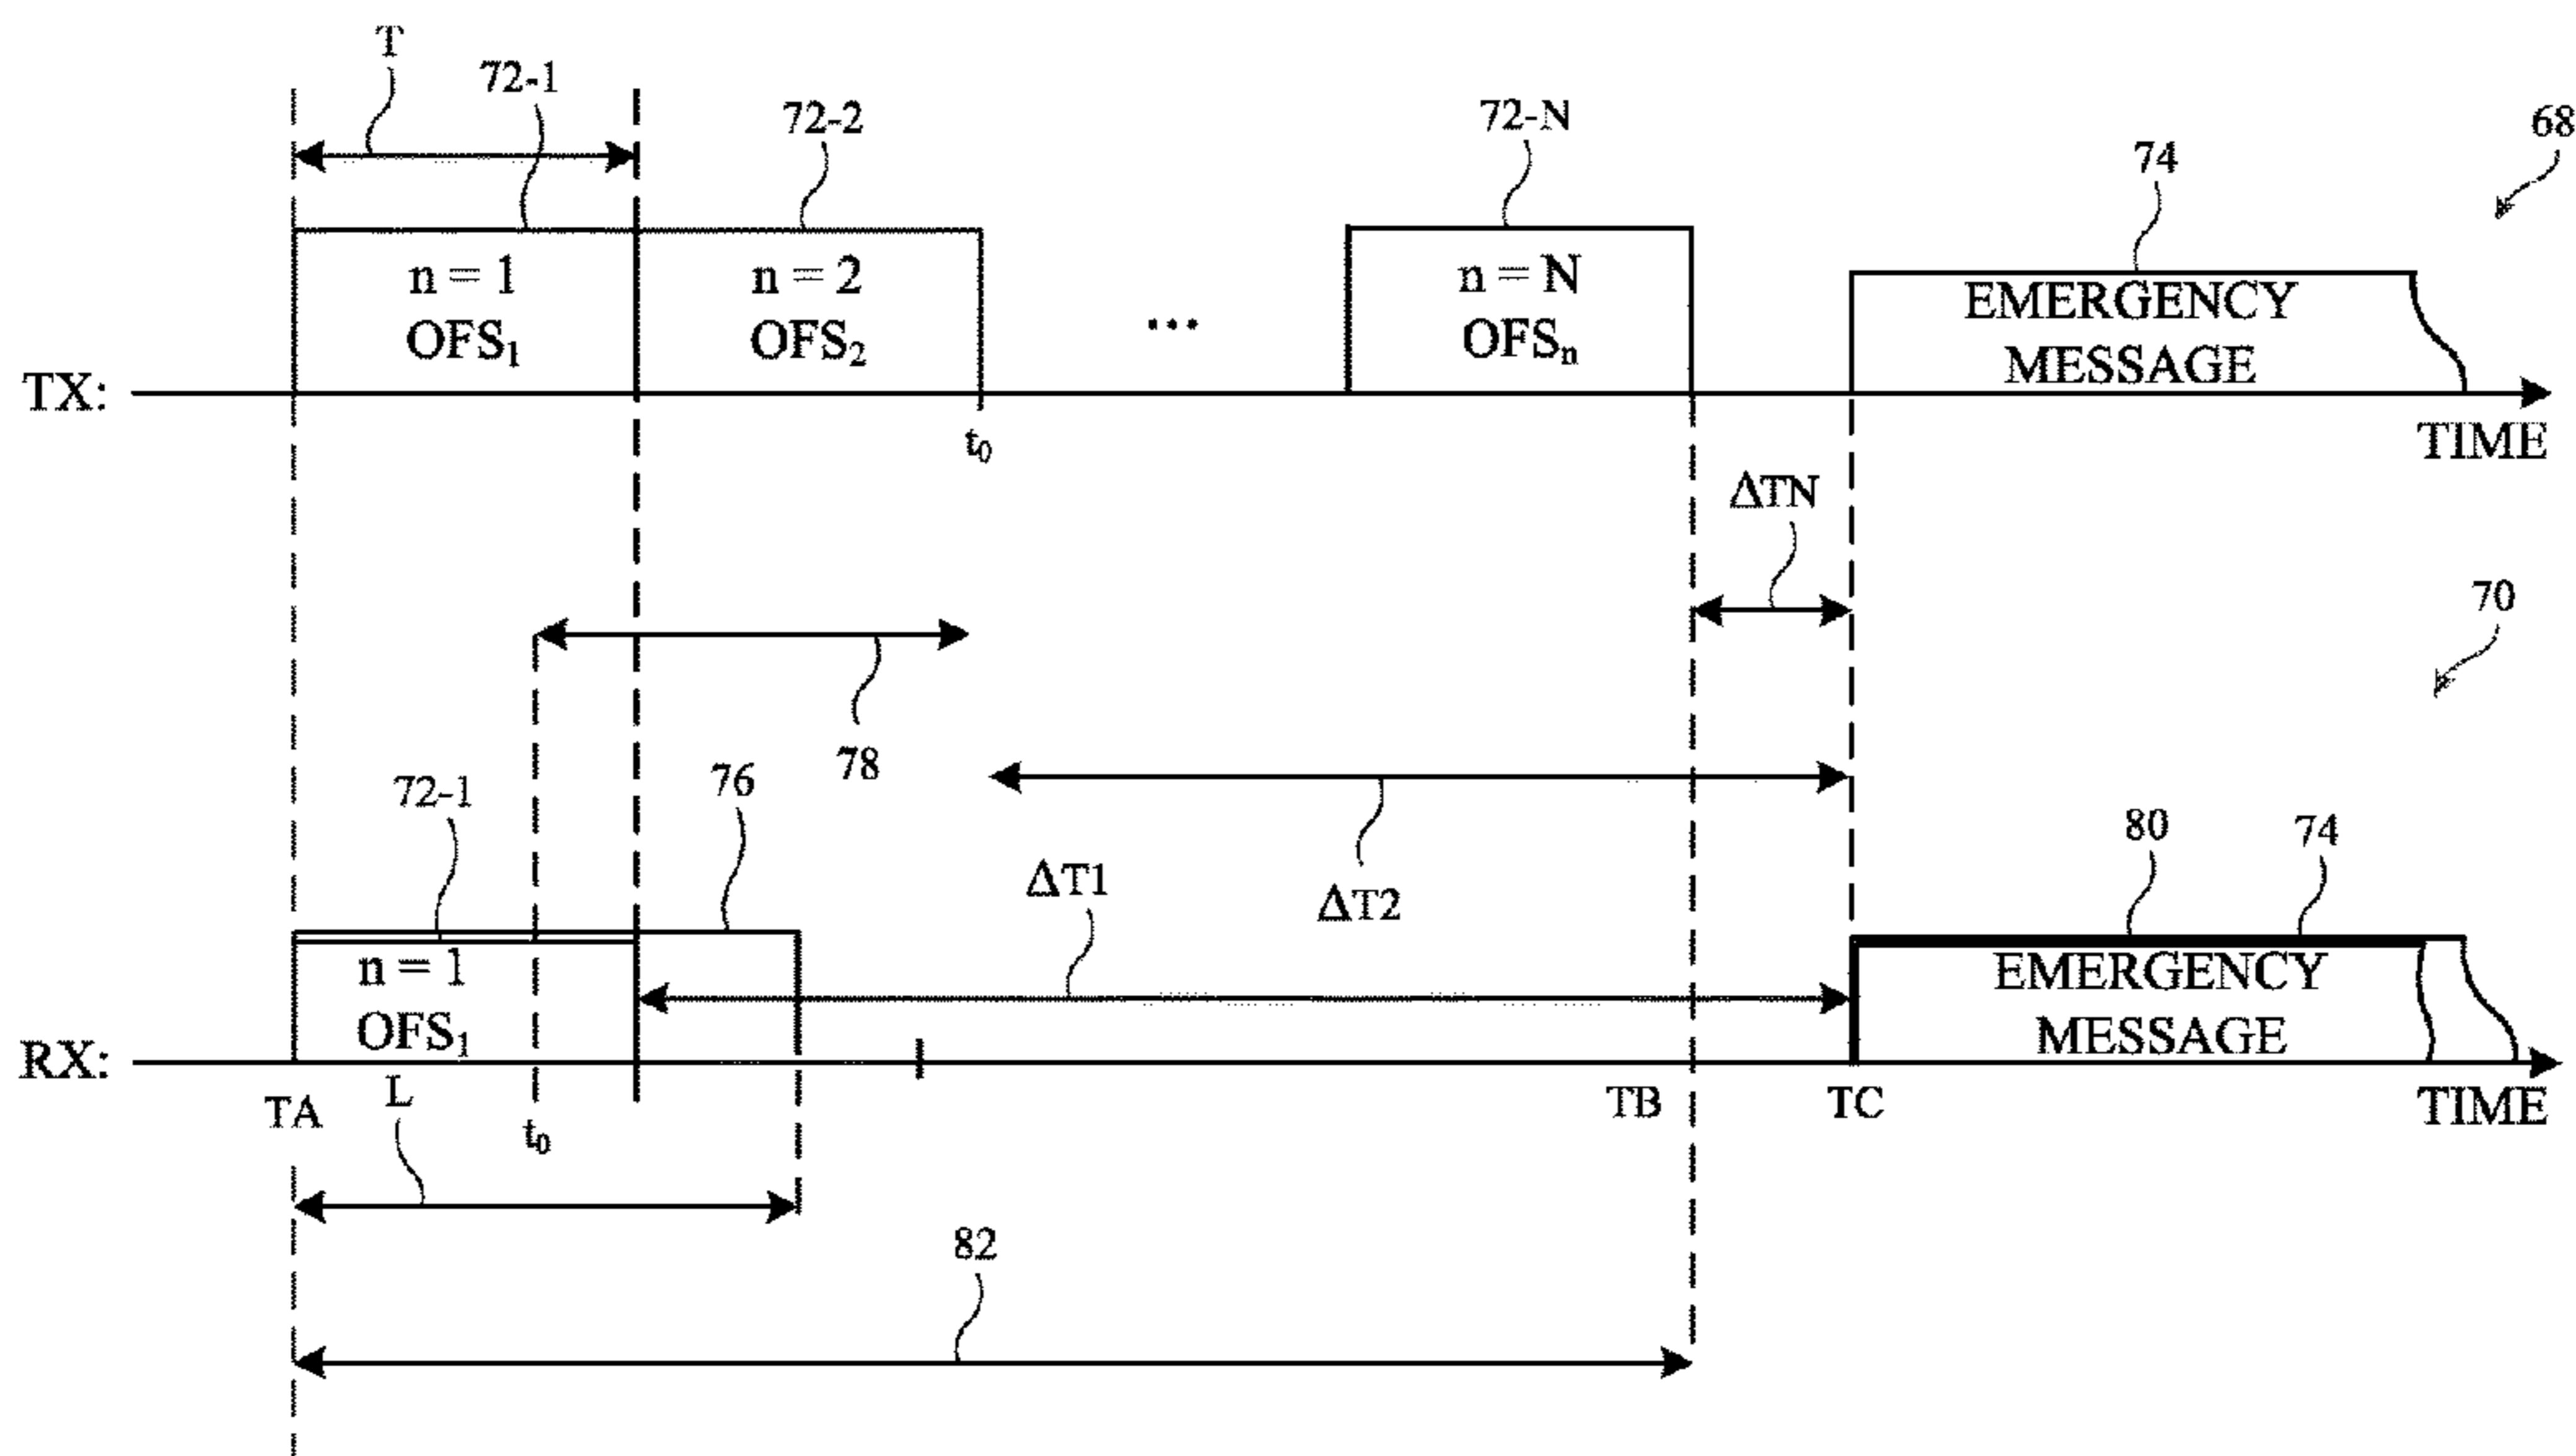 T
72-1
72-2
72-N
74
68
n = 1
OFS₁
n = 2
OFS₂
...
n = N
OFSₙ
EMERGENCY
MESSAGE
TX:
t₀
TIME
ΔTN
70
78
72-1
76
ΔT1
ΔT2
80
74
n = 1
OFS₁
EMERGENCY
MESSAGE
RX:
TA
L
t₀
TB
TC
TIME
82